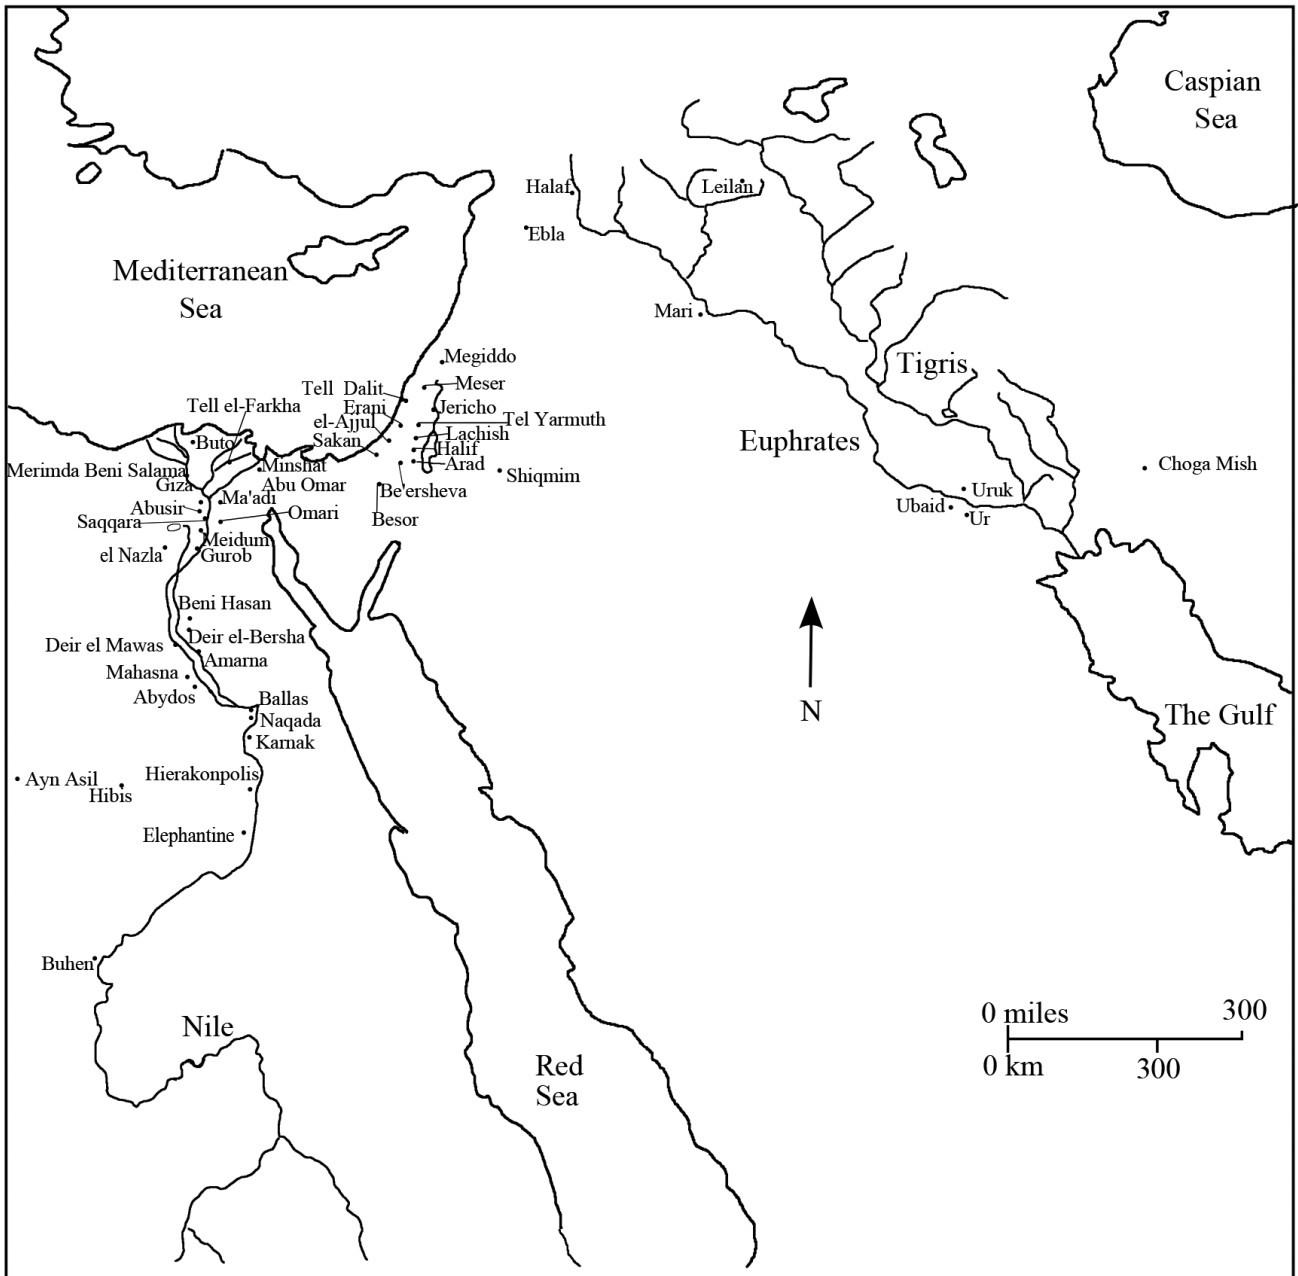 Caspian
Sea
Halaf
Leilan
Ebla
Mediterranean
Sea
Mari
Megiddo
Tigris
Tell Dalit
Meser
Tell el-Farkha
Erani
Jericho
el-Ajjul
Tel Yarmuth
Buto
Sakan
Lachish
Euphrates
Halif
Merimda Beni Salama
Minshat
Abu Omar
Arad
Choga Mish
Giza
Shiqmim
Ma'adi
Be'ersheva
Uruk
Abusir
Omari
Besor
Ubaid
Ur
Saqqara
Meidum
el Nazla
Gurob
Beni Hasan
Deir el-Bersha
Deir el Mawas
Amarna
Mahasna
Abydos
Ballas
N
Naqada
The Gulf
Karnak
Ayn Asil
Hierakonpolis
Hibis
Elephantine
Buhen
Nile
0 miles 300
0 km 300
Red
Sea